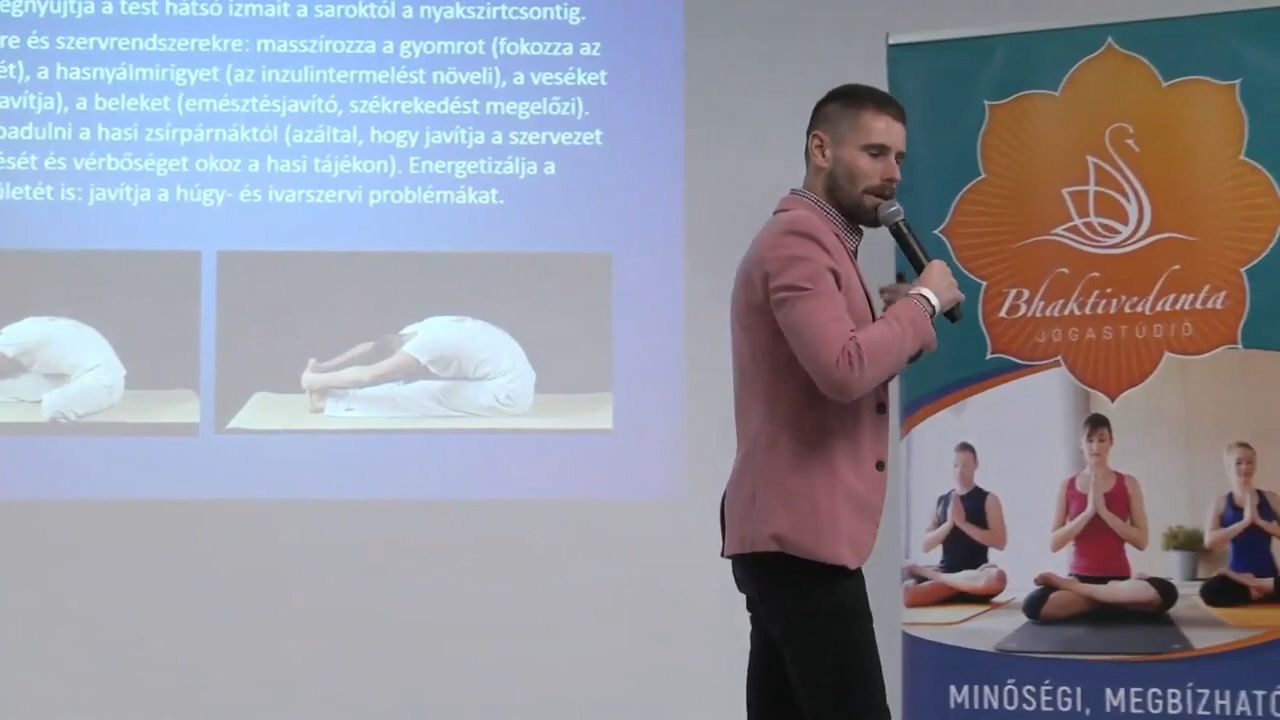 egnyújtja a test hátsó izmait a saroktól a nyakszirtcsontig.
re és szervrendszerekre: masszírozza a gyomrot (fokozza az
ét), a hasnyálmirigyet (az inzulintermelést növeli), a veséket
avítja), a beleket (emésztésjavító, székrekedést megelőzi).
badulni a hasi zsírpárnáktól (azáltal, hogy javítja a szervezet
ését és vérbőséget okoz a hasi tájékon). Energetizálja a
ületét is: javítja a húgy- és ivarszervi problémákat.
Bhaktivedanta
JÓGASTÚDIÓ
MINŐSÉGI, MEGBÍZHATÓ